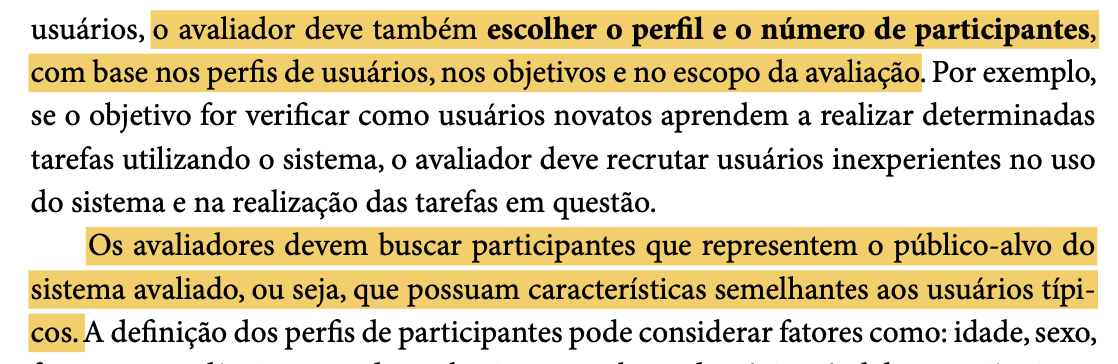 usuários, o avaliador deve também escolher o perfil e o número de participantes,
com base nos perfis de usuários, nos objetivos e no escopo da avaliação. Por exemplo,
se o objetivo for verificar como usuários novatos aprendem a realizar determinadas
tarefas utilizando o sistema, o avaliador deve recrutar usuários inexperientes no uso
do sistema e na realização das tarefas em questão.
Os avaliadores devem buscar participantes que representem o público-alvo do
sistema avaliado, ou seja, que possuam características semelhantes aos usuários típi-
cos. A definição dos perfis de participantes pode considerar fatores como: idade, sexo,